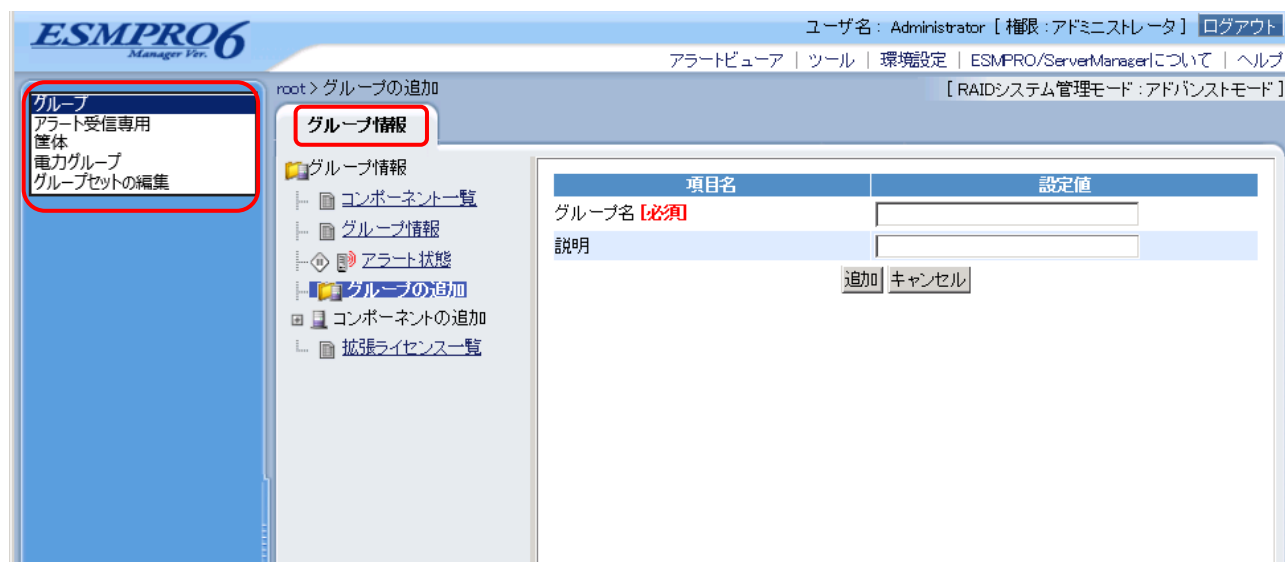 ESMPRO6
Manager Ver.
ユーザ名 : Administrator [ 権限 : アドミニストレータ ] ログアウト
アラートビューア | ツール | 環境設定 | ESMPRO/ServerManagerについて | ヘルプ
root > グループの追加
[ RAIDシステム管理モード : アドバンストモード ]
グループ
アラート受信専用
筐体
電力グループ
グループセットの編集
グループ情報
グループ情報
コンポーネント一覧
グループ情報
アラート状態
グループの追加
コンポーネントの追加
拡張ライセンス一覧
項目名 設定値
グループ名 [必須]
説明
追加 キャンセル